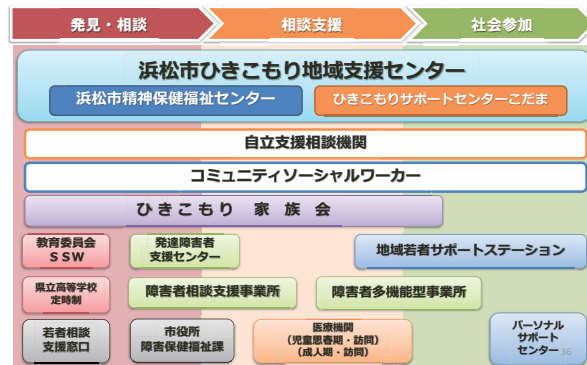 発見・相談
相談支援
社会参加
浜松市ひきこもり地域支援センター
浜松市精神保健福祉センター
ひきこもりサポートセンターこだま
自立支援相談機関
コミュニティソーシャルワーカー
ひきこもり 家族会
教育委員会
SSW
発達障害者
支援センター
地域若者サポートステーション
県立高等学校
定時制
障害者相談支援事業所
障害者多機能型事業所
若者相談
支援窓口
市役所
障害保健福祉課
医療機関
(児童思春期・訪問)
(成人期・訪問)
パーソナル
サポート
センター
36